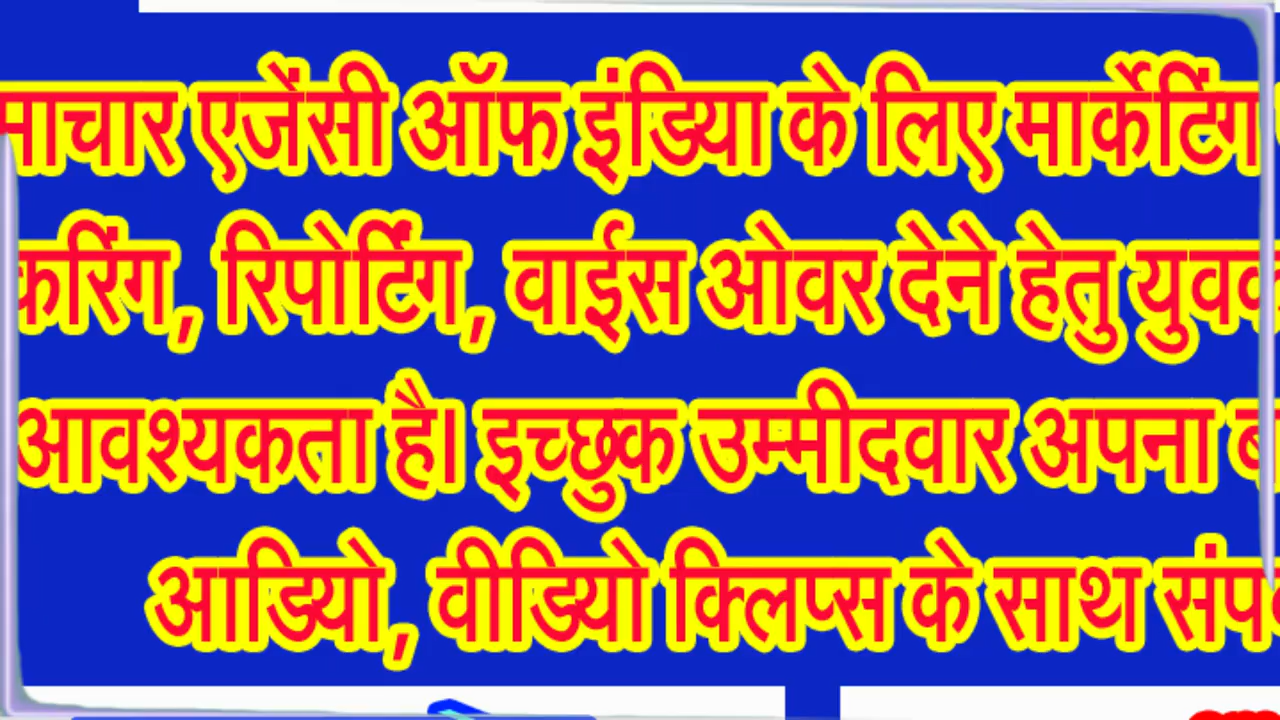 माचार एजेंसी ऑफ इंडिया के लिए मार्केटिंग
करिंग, रिपोर्टिंग, वाईस ओवर देने हेतु युवक
आवश्यकता है। इच्छुक उम्मीदवार अपना
आडियो, वीडियो क्लिप्स के साथ